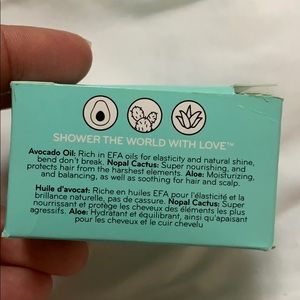 SHOWER THE WORLD WITH LOVE™
Avocado Oil: Rich in EFA oils for elasticity and natural shine,
bend don't break. Nopal Cactus: Super nourishing, and
protects hair from the harshest elements. Aloe: Moisturizing,
and balancing, as well as soothing for hair and scalp.
Huile d'avocat: Riche en huiles EFA pour l'élasticité et la
brillance naturelle, pas de cassure. Nopal Cactus: Super
nourrissant et protège les cheveux des éléments les plus
agressifs. Aloe: Hydratant et équilibrant, ainsi qu'apaisant
pour les cheveux et le cuir chevelu